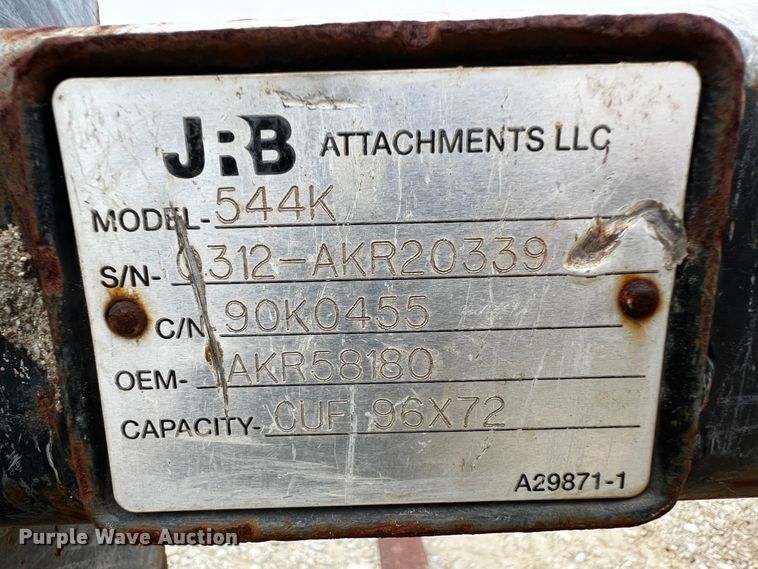 JRB ATTACHMENTS LLC
MODEL- 544K
S/N- 0312-AKR20339
C/N- 90K0455
OEM- AKR58180
CAPACITY- CUF 96X72
A29871-1
Purple Wave Auction